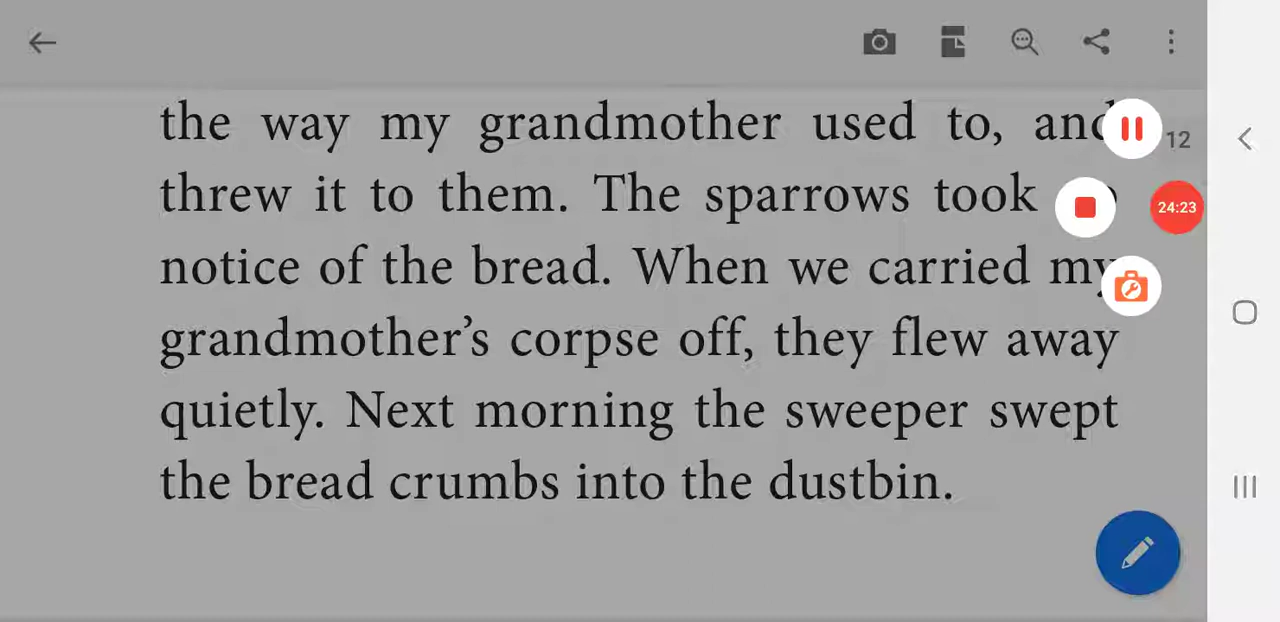 the way my grandmother used to, and
12
threw it to them. The sparrows took
24:23
notice of the bread. When we carried my
grandmother's corpse off, they flew away
quietly. Next morning the sweeper swept
the bread crumbs into the dustbin.